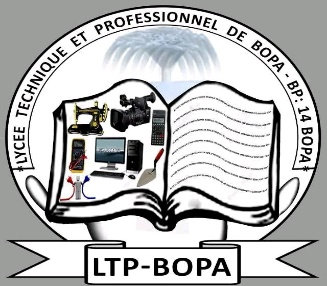 *LYCEE TECHNIQUE ET PROFESSIONNEL DE BOPA - BP: 14 BOPA*
LTP-BOPA